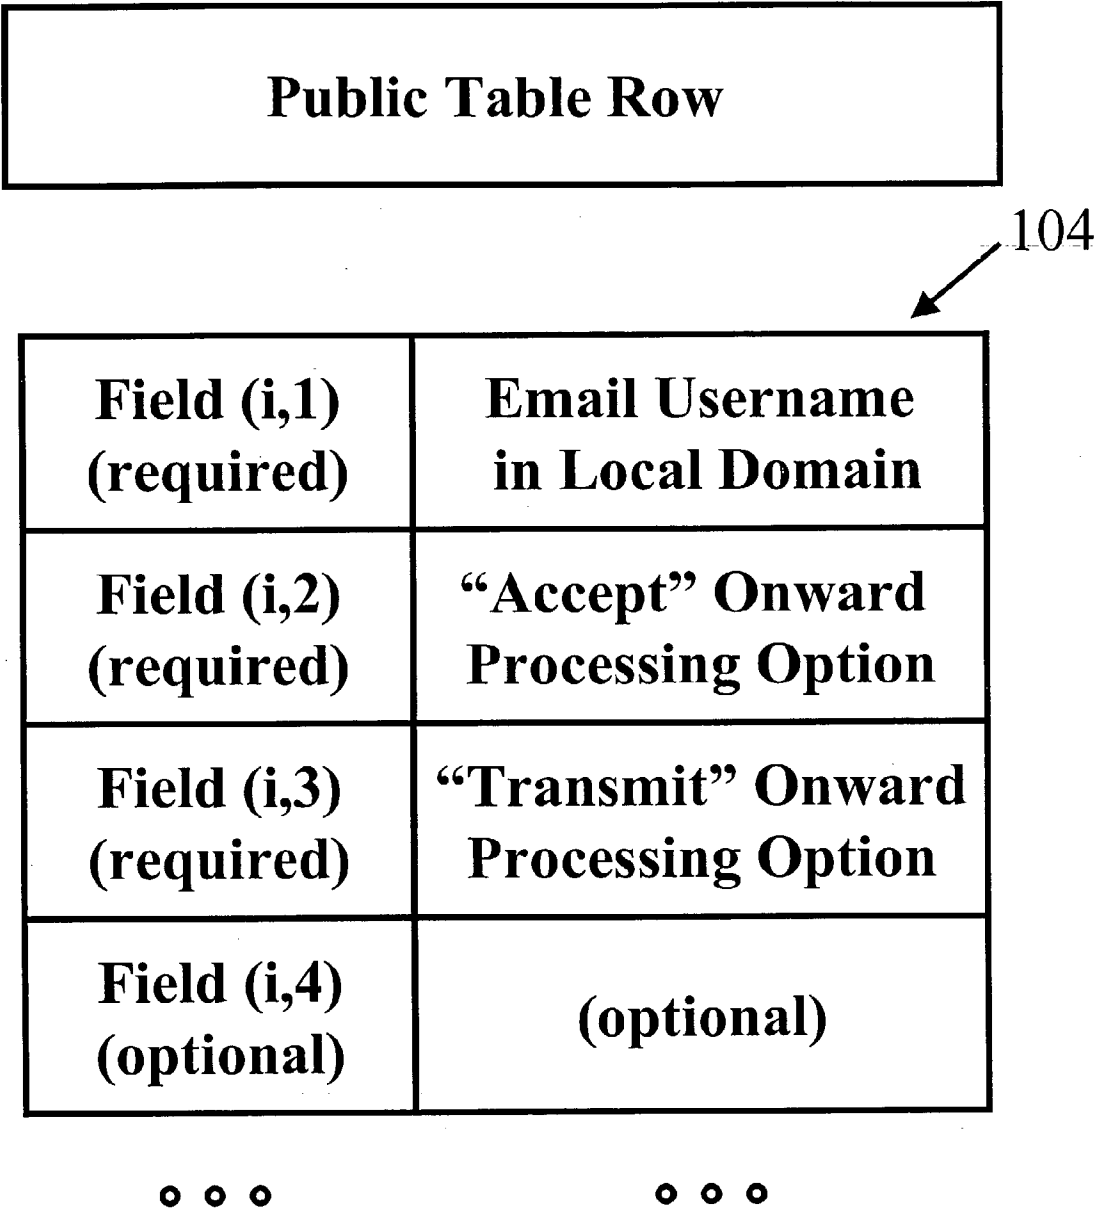 Public Table Row
104
Field (i,1)
(required)
Email Username
in Local Domain
Field (i,2)
(required)
“Accept” Onward
Processing Option
Field (i,3)
(required)
“Transmit” Onward
Processing Option
Field (i,4)
(optional)
(optional)